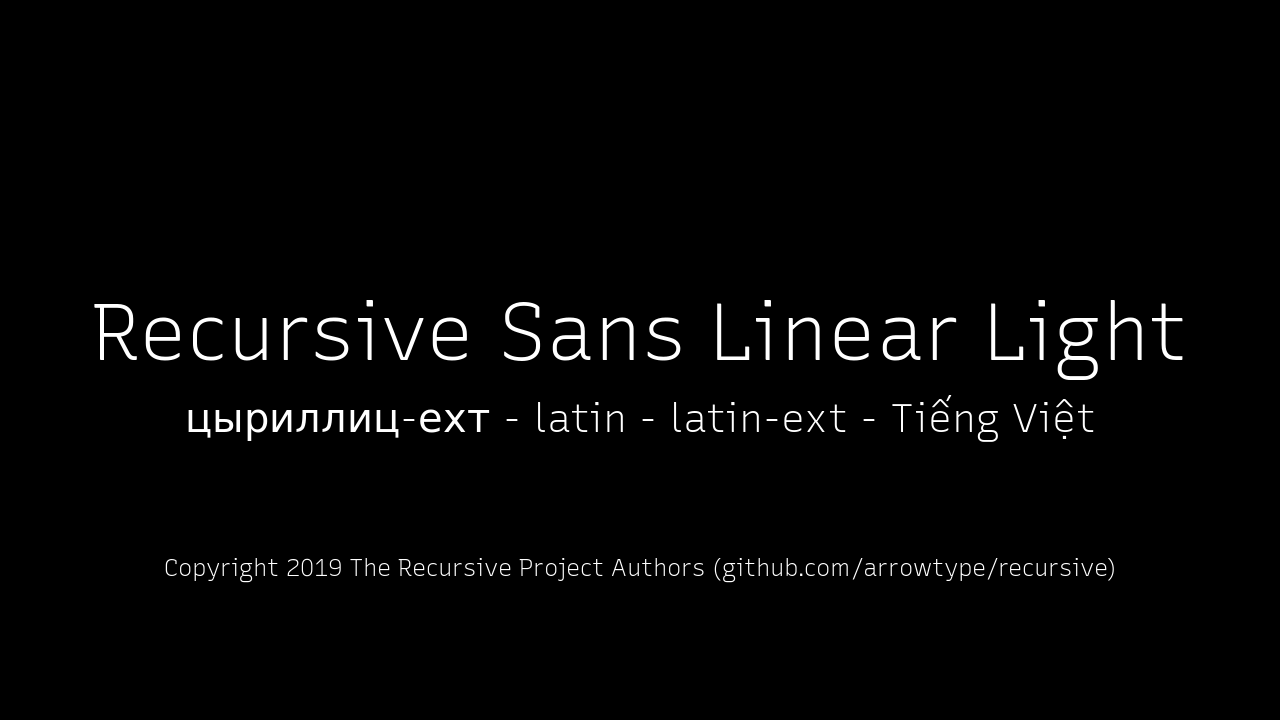 Recursive Sans Linear Light
цыриллиц-ехт - latin - latin-ext - Tiếng Việt
Copyright 2019 The Recursive Project Authors (github.com/arrowtype/recursive)